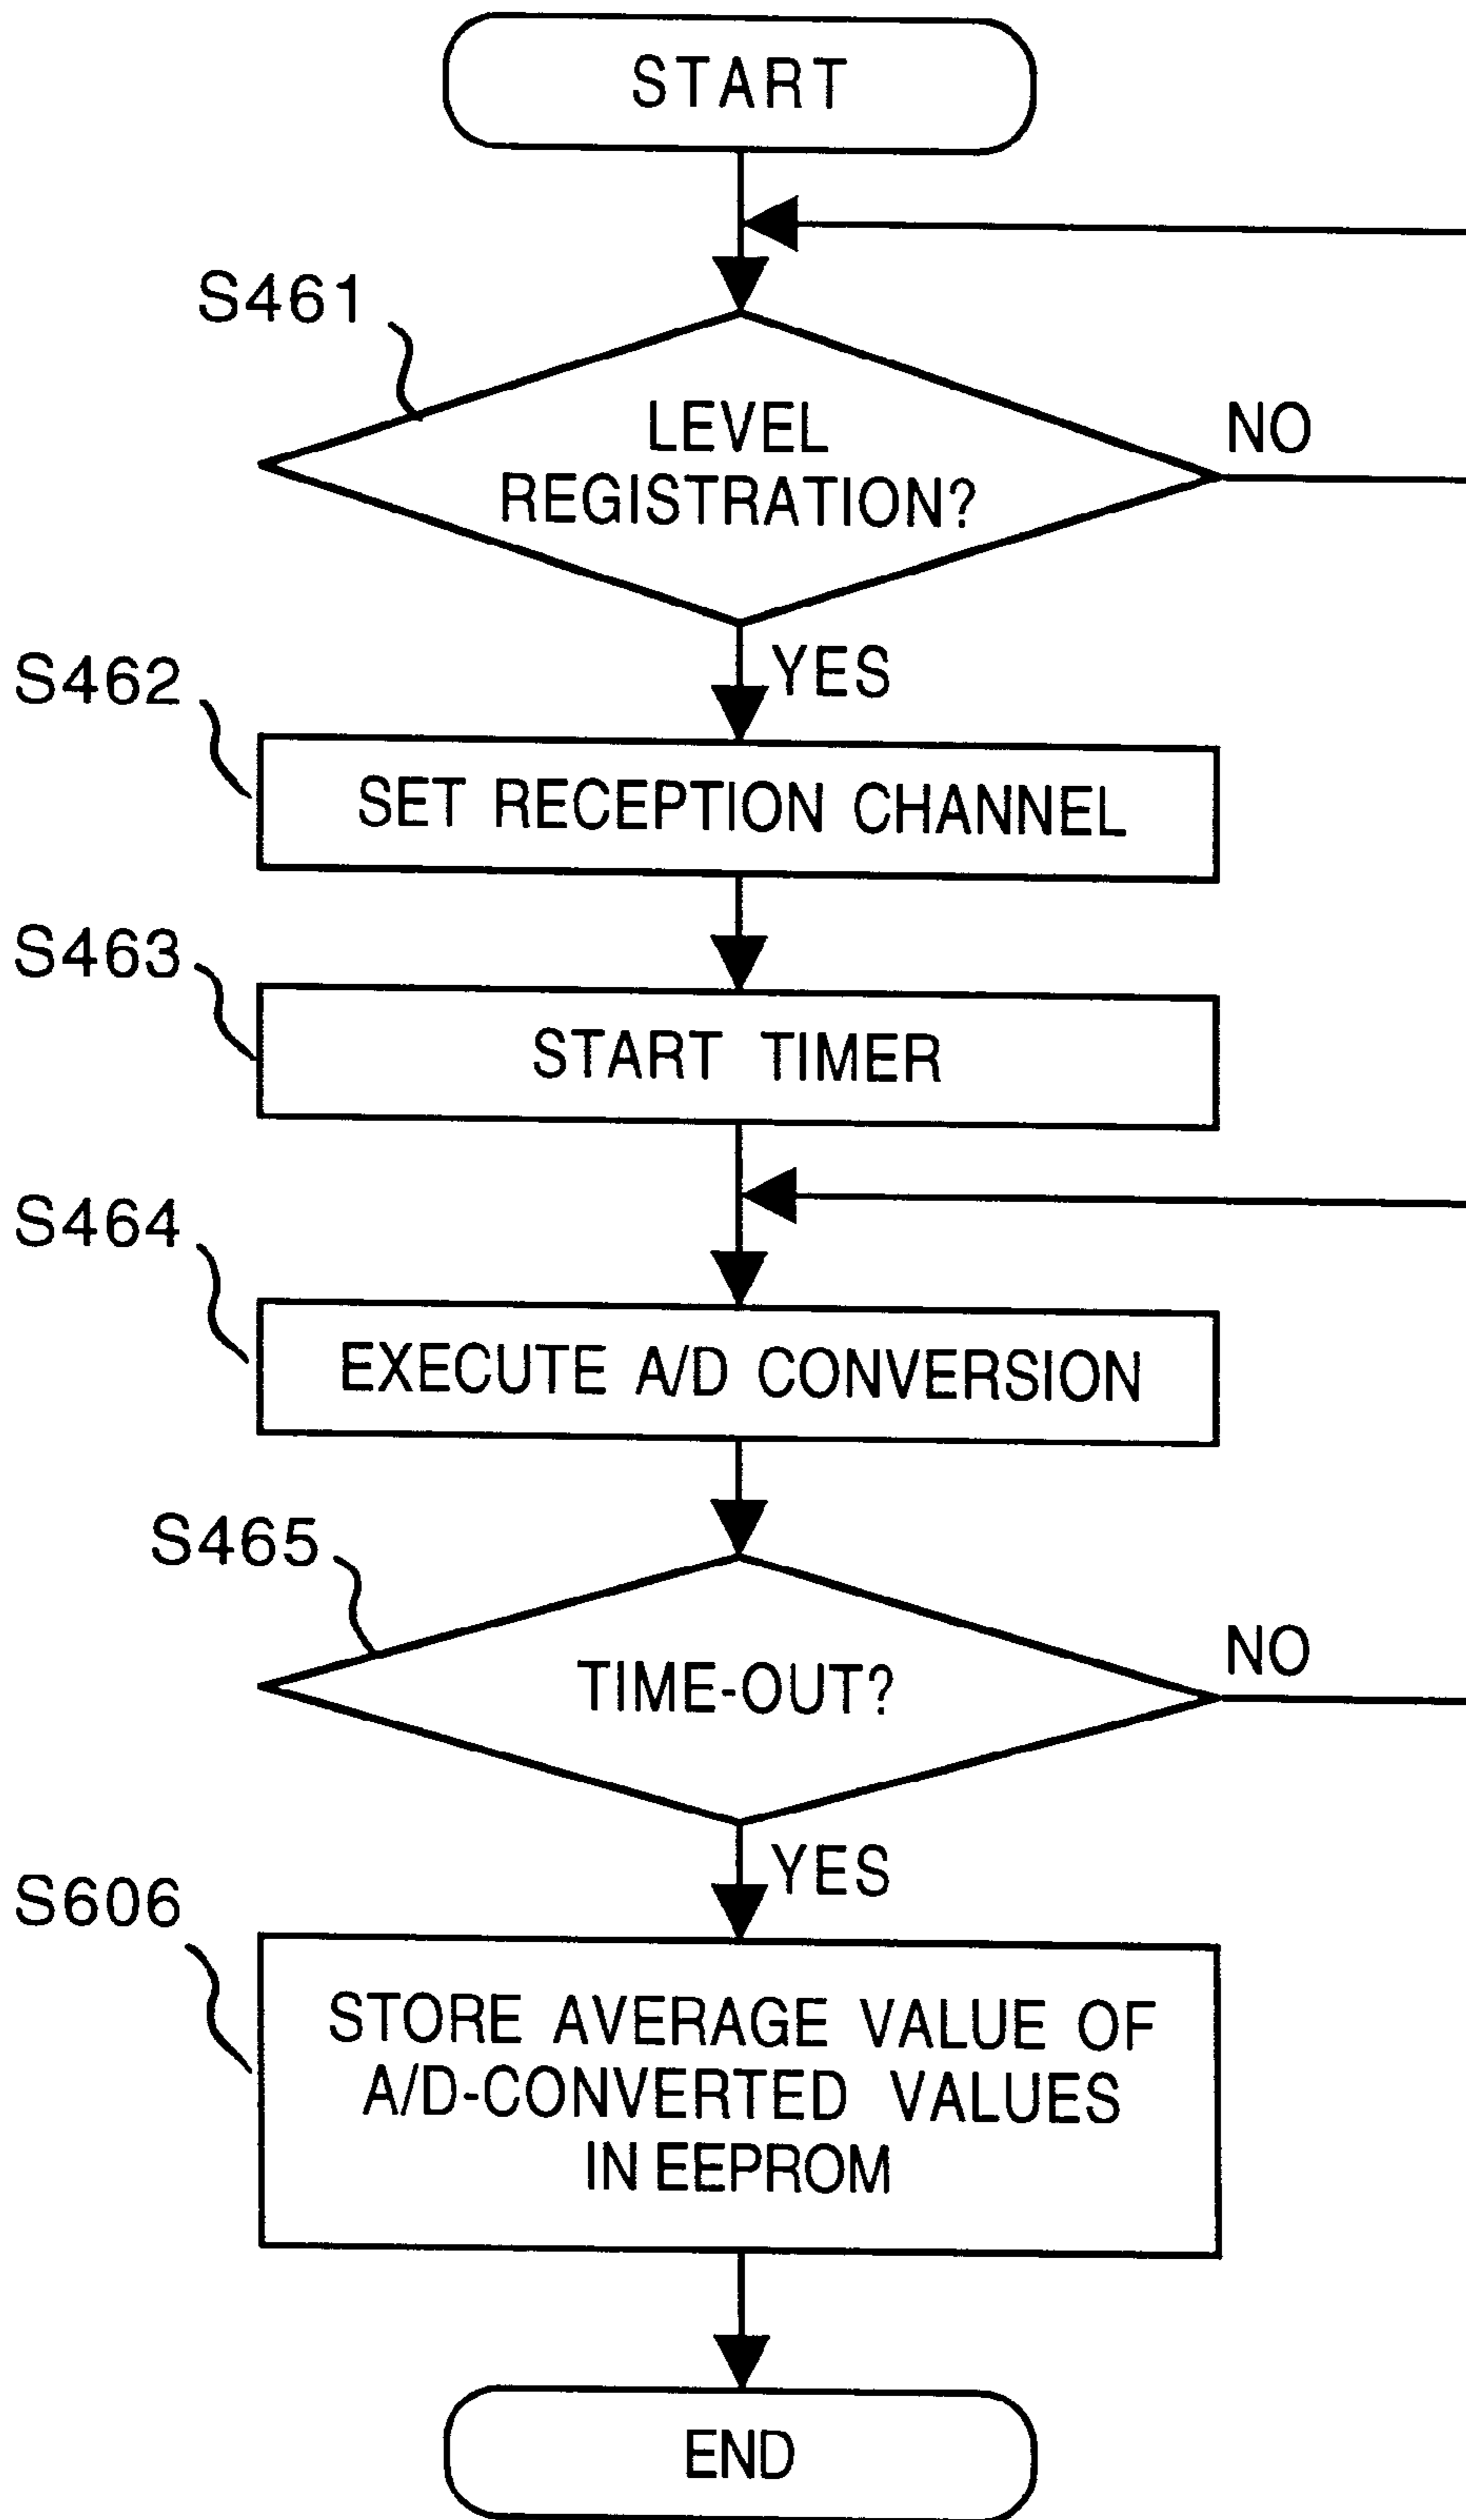 START
S461
LEVEL
REGISTRATION?
NO
YES
S462
SET RECEPTION CHANNEL
S463
START TIMER
S464
EXECUTE A/D CONVERSION
S465
TIME-OUT?
NO
YES
S606
STORE AVERAGE VALUE OF
A/D-CONVERTED VALUES
IN EEPROM
END